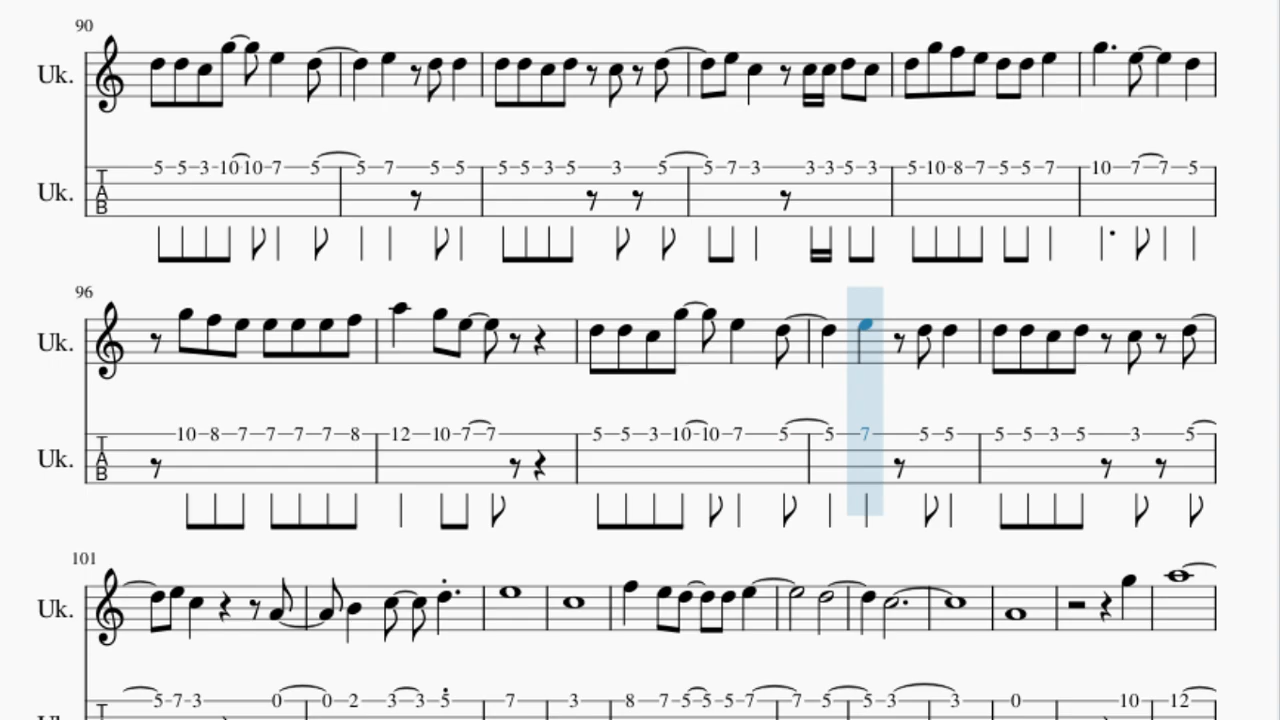 90
Uk.
5 5 3 10 10 7 5 5 7 5 5 5 5 3 5 3 5 5 7 3 3 3 5 3 5 10 8 7 5 5 7 10 7 7 5
Uk. T A B
96
Uk.
10 8 7 7 7 7 8 12 10 7 7 5 5 3 10 10 7 5 5 7 5 5 5 5 3 5 3 5
Uk. T A B
101
Uk.
5 7 3 0 0 2 3 3 5 7 3 8 7 5 5 5 7 7 5 5 3 3 0 10 12